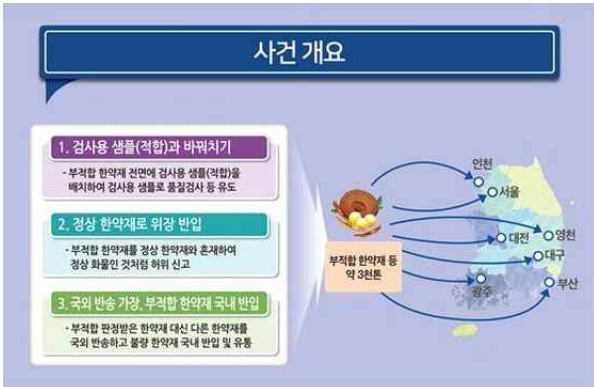 사건 개요
1. 검사용 샘플(적합)과 바꿔치기
- 부적합 한약재 전면에 검사용 샘플(적합)을
배치하여 검사용 샘플로 품질검사 등 유도
2. 정상 한약재로 위장 반입
- 부적합 한약재를 정상 한약재와 혼재하여
정상 화물인 것처럼 허위 신고
3. 국외 반송 가장, 부적합 한약재 국내 반입
- 부적합 판정받은 한약재 대신 다른 한약재를
국외 반송하고 불량 한약재 국내 반입 및 유통
부적합 한약재 등
약 3천톤
인천
서울
대전
영천
대구
광주
부산